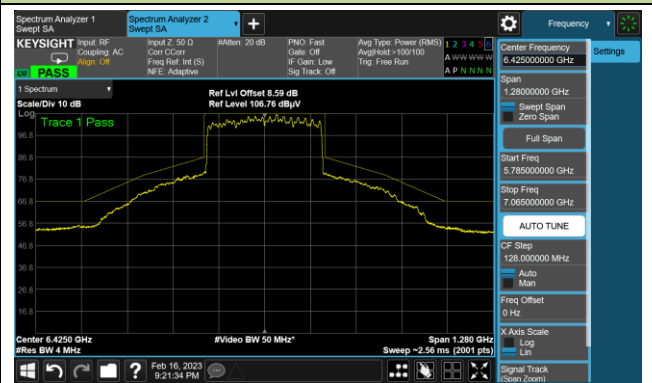 Spectrum Analyzer 1
Swept SA
Spectrum Analyzer 2
Swept SA
Frequency
KEYSIGHT
Input: RF
Coupling: AC
Align: Off
Input Z: 50 Ω
Corr CCorr
Freq Ref: Int (S)
NFE: Adaptive
#Atten: 20 dB
PNO: Fast
Gate: Off
IF Gain: Low
Sig Track: Off
Avg Type: Power (RMS)
Avg|Hold:>100/100
Trig: Free Run
1 2 3 4 5 6
A W W W W W
A P N N N N
PASS
1 Spectrum
Scale/Div 10 dB
Ref Lvl Offset 8.59 dB
Ref Level 106.76 dBµV
Log
Trace 1 Pass
96.8
86.8
76.8
66.8
56.8
46.8
36.8
26.8
16.8
Center 6.4250 GHz
#Res BW 4 MHz
#Video BW 50 MHz*
Span 1.280 GHz
Sweep ~2.56 ms (2001 pts)
Center Frequency
6.425000000 GHz
Settings
Span
1.28000000 GHz
Swept Span
Zero Span
Full Span
Start Freq
5.785000000 GHz
Stop Freq
7.065000000 GHz
AUTO TUNE
CF Step
128.000000 MHz
Auto
Man
Freq Offset
0 Hz
X Axis Scale
Log
Lin
Signal Track
(Span Zoom)
Feb 16, 2023
9:21:34 PM